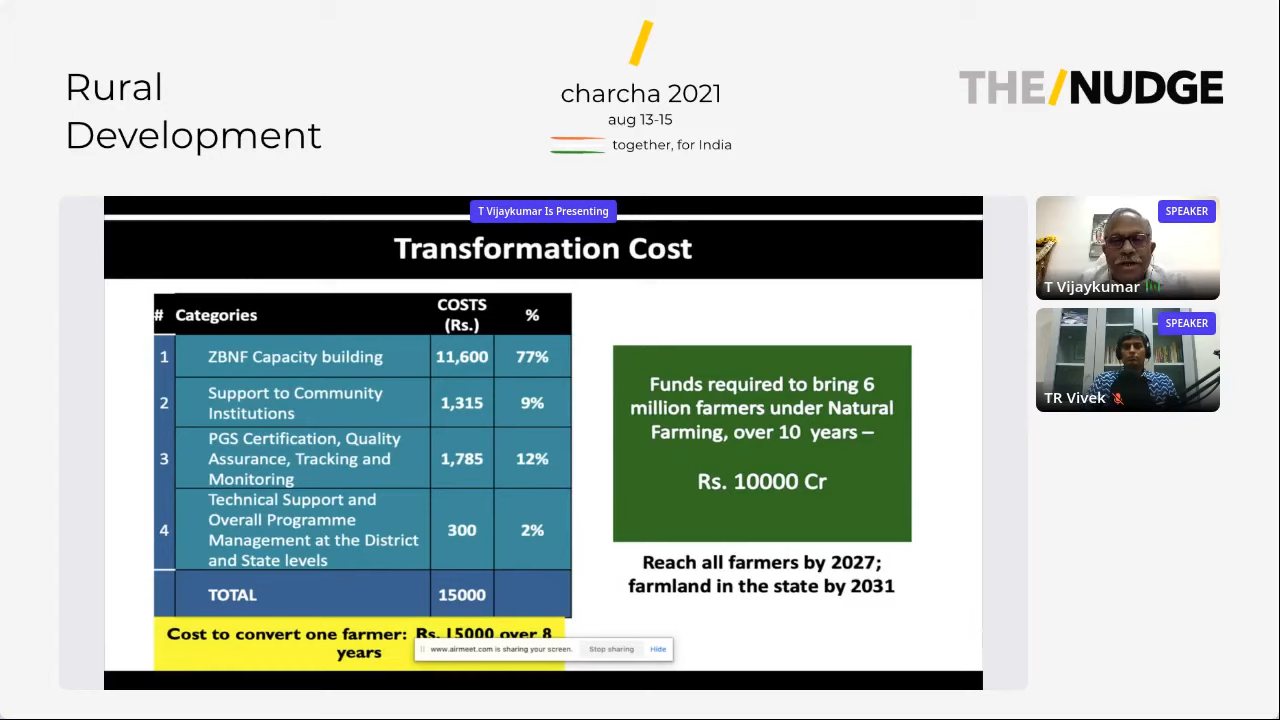 Rural
Development
charcha 2021
aug 13-15
together, for India
THE/NUDGE
T Vijaykumar Is Presenting
Transformation Cost
# Categories COSTS (Rs.) %
1 ZBNF Capacity building 11,600 77%
2 Support to Community Institutions 1,315 9%
3 PGS Certification, Quality Assurance, Tracking and Monitoring 1,785 12%
4 Technical Support and Overall Programme Management at the District and State levels 300 2%
TOTAL 15000
Cost to convert one farmer: Rs. 15000 over 8
years
www.airmeet.com is sharing your screen. Stop sharing Hide
Funds required to bring 6
million farmers under Natural
Farming, over 10 years –
Rs. 10000 Cr
Reach all farmers by 2027;
farmland in the state by 2031
SPEAKER
T Vijaykumar
SPEAKER
TR Vivek